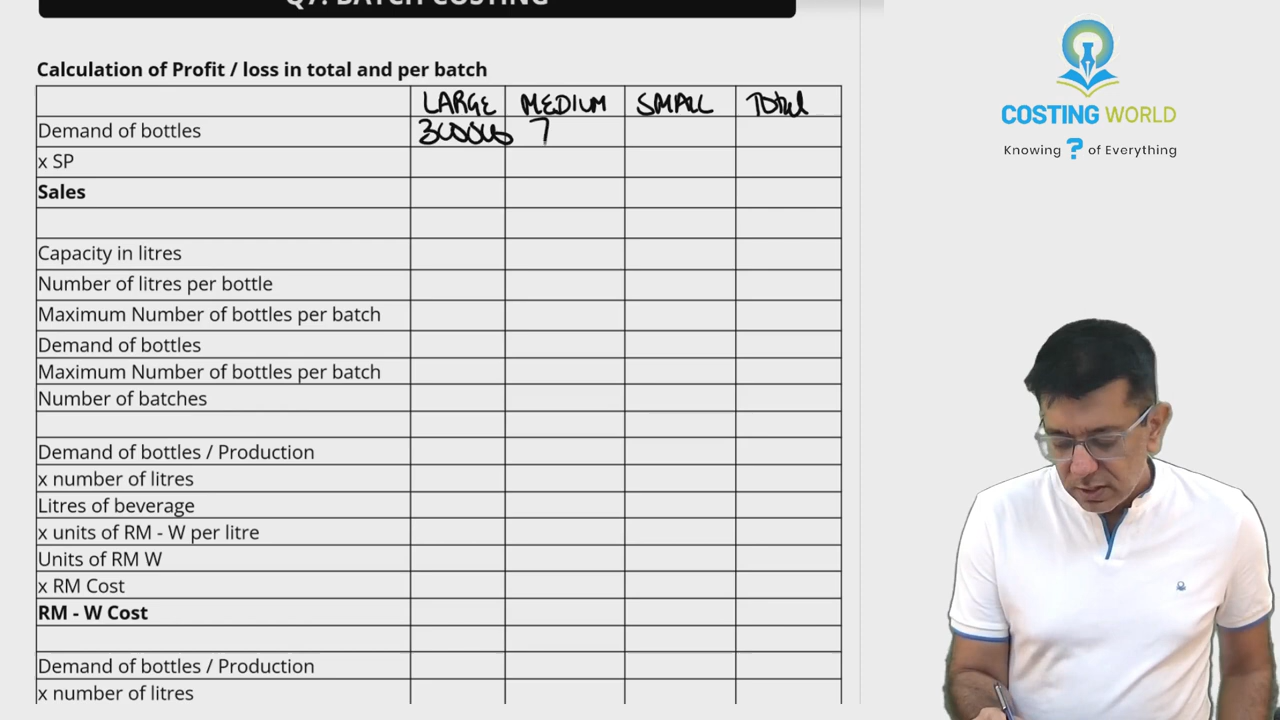 Q7: BATCH COSTING
Calculation of Profit / loss in total and per batch
LARGE MEDIUM SMALL Total
Demand of bottles 300000 7
x SP
Sales
Capacity in litres
Number of litres per bottle
Maximum Number of bottles per batch
Demand of bottles
Maximum Number of bottles per batch
Number of batches
Demand of bottles / Production
x number of litres
Litres of beverage
x units of RM - W per litre
Units of RM W
x RM Cost
RM - W Cost
Demand of bottles / Production
x number of litres
COSTING WORLD
Knowing ? of Everything